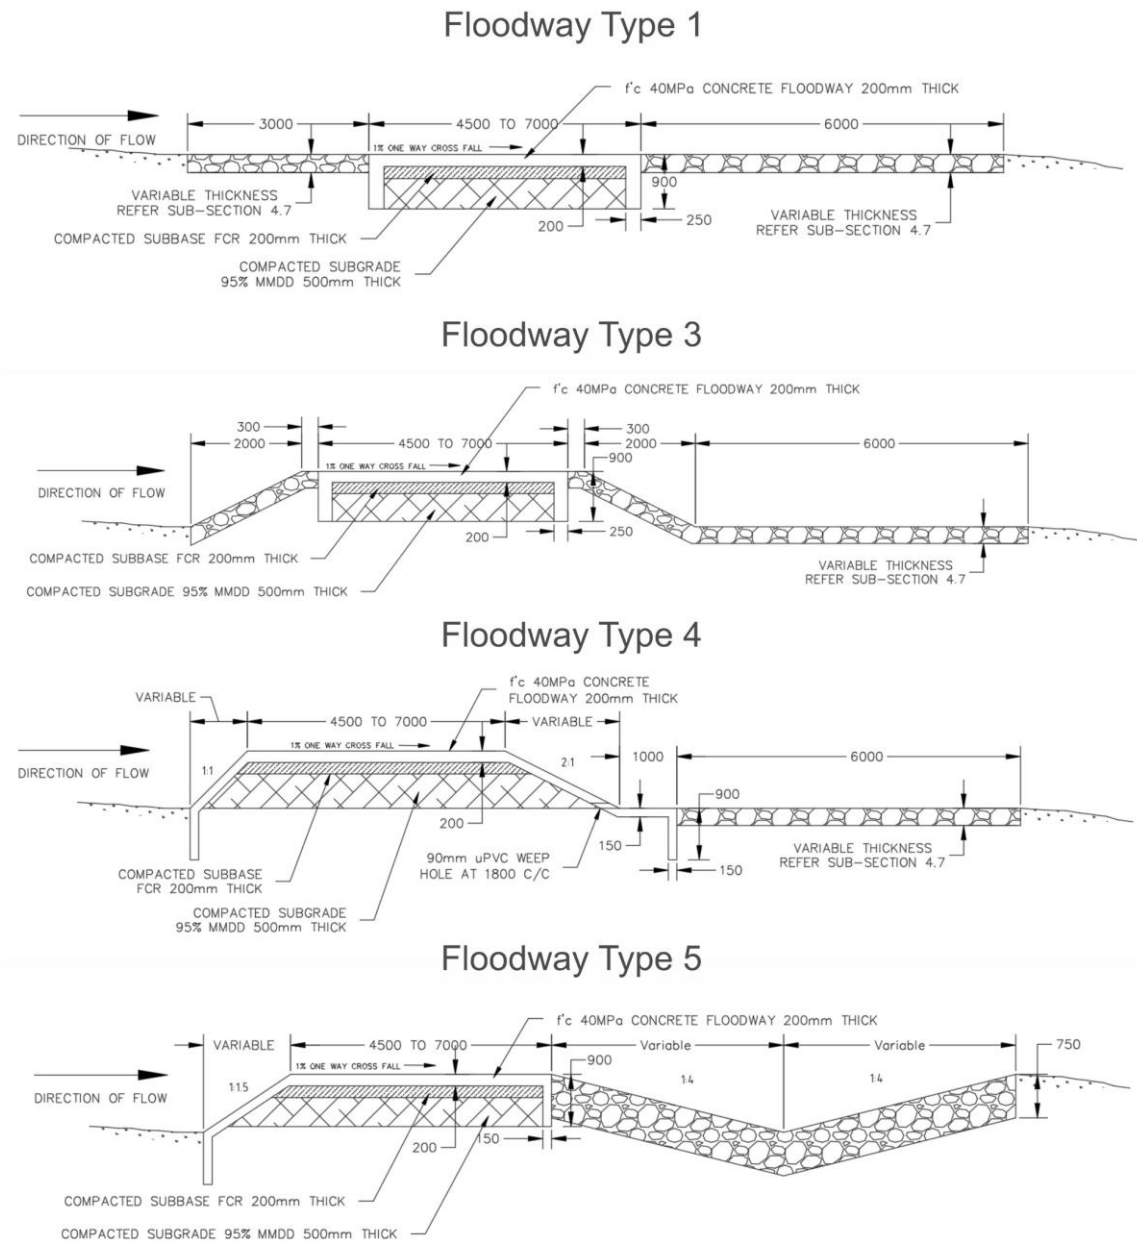 Floodway Type 1
f'c 40MPa CONCRETE FLOODWAY 200mm THICK
3000
4500 TO 7000
6000
DIRECTION OF FLOW
1% ONE WAY CROSS FALL
900
VARIABLE THICKNESS
REFER SUB-SECTION 4.7
200
250
VARIABLE THICKNESS
REFER SUB-SECTION 4.7
COMPACTED SUBBASE FCR 200mm THICK
COMPACTED SUBGRADE
95% MMDD 500mm THICK
Floodway Type 3
f'c 40MPa CONCRETE FLOODWAY 200mm THICK
300
300
2000
4500 TO 7000
2000
6000
900
1% ONE WAY CROSS FALL
DIRECTION OF FLOW
200
250
COMPACTED SUBBASE FCR 200mm THICK
VARIABLE THICKNESS
REFER SUB-SECTION 4.7
COMPACTED SUBGRADE 95% MMDD 500mm THICK
Floodway Type 4
f'c 40MPa CONCRETE
FLOODWAY 200mm THICK
VARIABLE
4500 TO 7000
VARIABLE
1% ONE WAY CROSS FALL
1000
6000
DIRECTION OF FLOW
1:1
2:1
900
200
150
VARIABLE THICKNESS
REFER SUB-SECTION 4.7
90mm uPVC WEEP
HOLE AT 1800 C/C
150
COMPACTED SUBBASE
FCR 200mm THICK
COMPACTED SUBGRADE
95% MMDD 500mm THICK
Floodway Type 5
f'c 40MPa CONCRETE FLOODWAY 200mm THICK
VARIABLE
4500 TO 7000
Variable
Variable
750
1% ONE WAY CROSS FALL
900
1:1.5
1:4
1:4
DIRECTION OF FLOW
200
150
COMPACTED SUBBASE FCR 200mm THICK
COMPACTED SUBGRADE 95% MMDD 500mm THICK